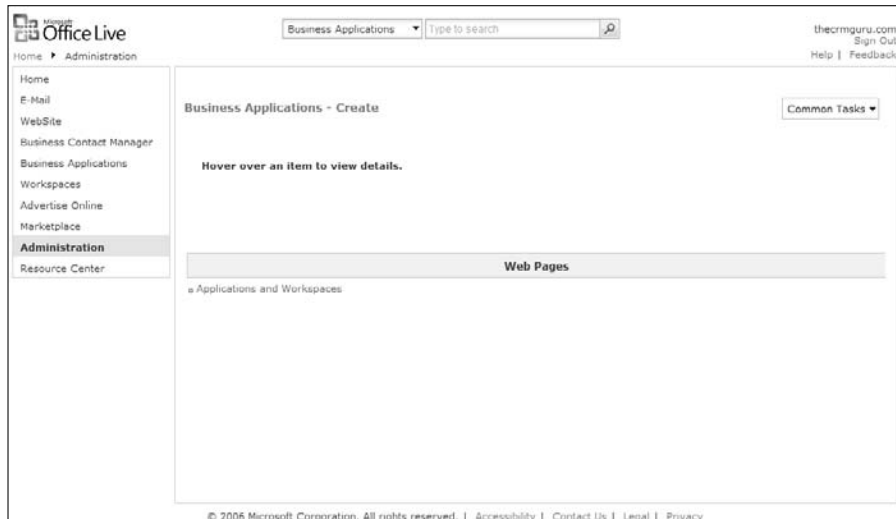 Microsoft
Office Live
Business Applications
Type to search
thecrmguru.com
Sign Out
Help | Feedback
Home Administration
Home
E-Mail
WebSite
Business Contact Manager
Business Applications
Workspaces
Advertise Online
Marketplace
Administration
Resource Center
Business Applications - Create
Common Tasks
Hover over an item to view details.
Web Pages
Applications and Workspaces
© 2006 Microsoft Corporation. All rights reserved. | Accessibility | Contact Us | Legal | Privacy